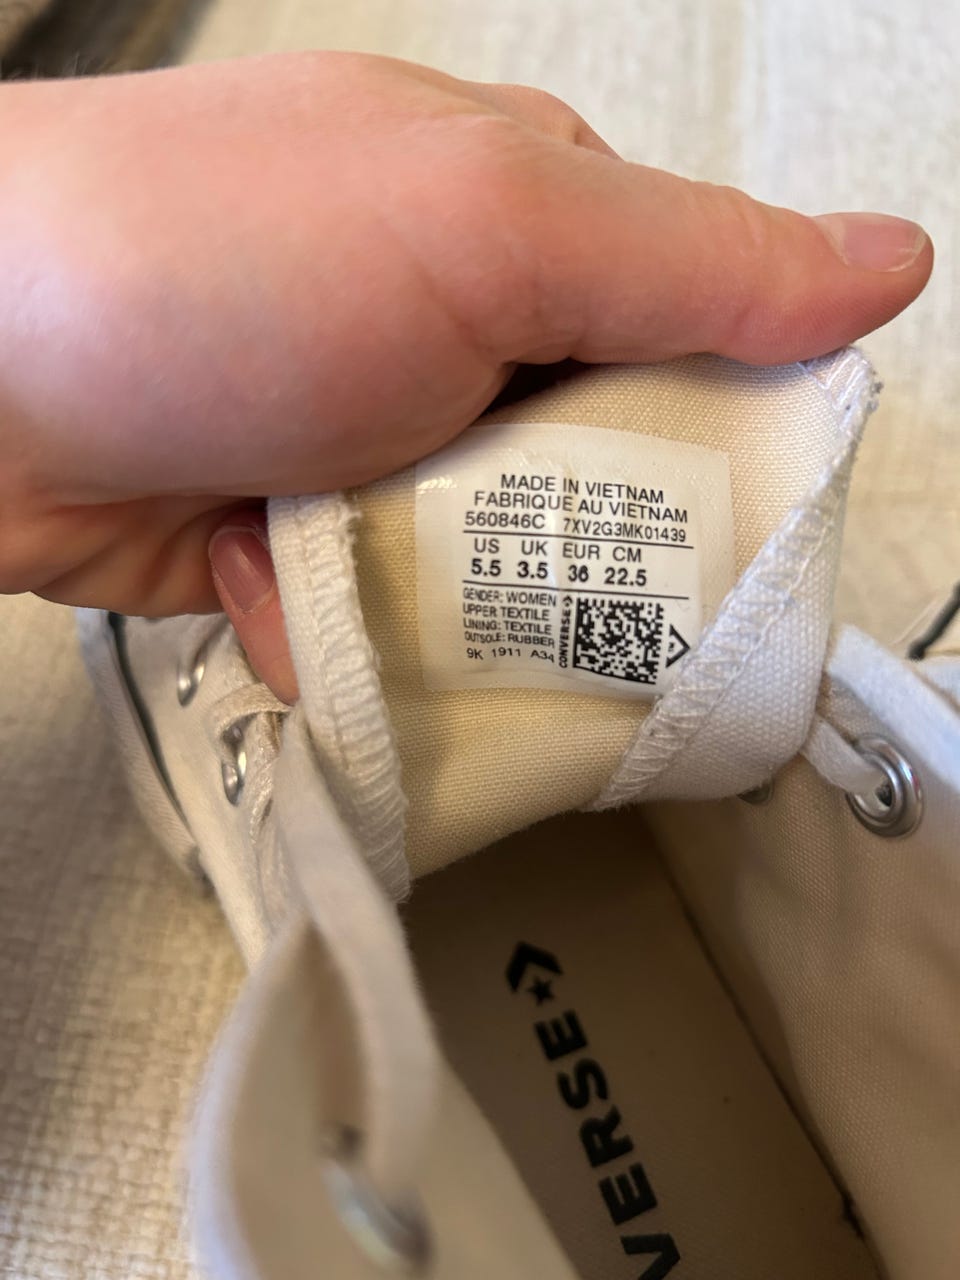 MADE IN VIETNAM
FABRIQUE AU VIETNAM
560846C 7XV2G3MK01439
US UK EUR CM
5.5 3.5 36 22.5
GENDER: WOMEN
UPPER TEXTILE
LINING: TEXTILE
OUTSOLE: RUBBER
9K 1911 A34
CONVERSE
VERSE